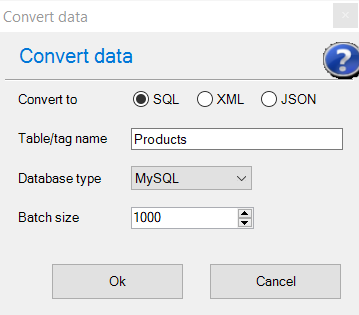 Convert data
Convert data
Convert to SQL XML JSON
Table/tag name Products
Database type MySQL
Batch size 1000
Ok Cancel